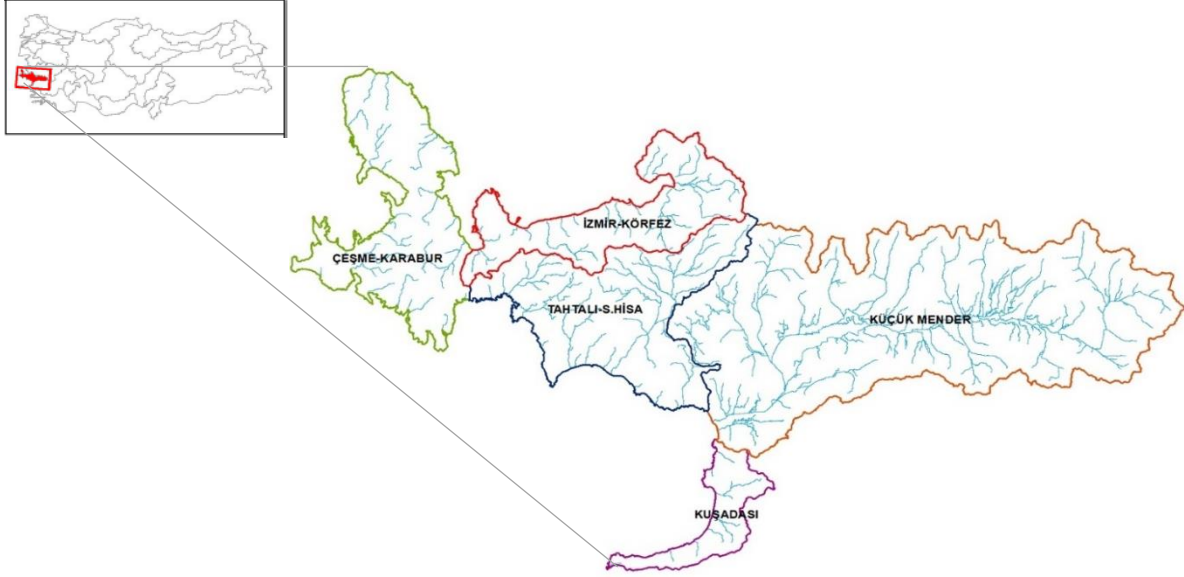 İZMİR-KÖRFEZ
ÇEŞME-KARABUR
TAHTALI-S.HİSA
KÜÇÜK MENDER
KUŞADASI